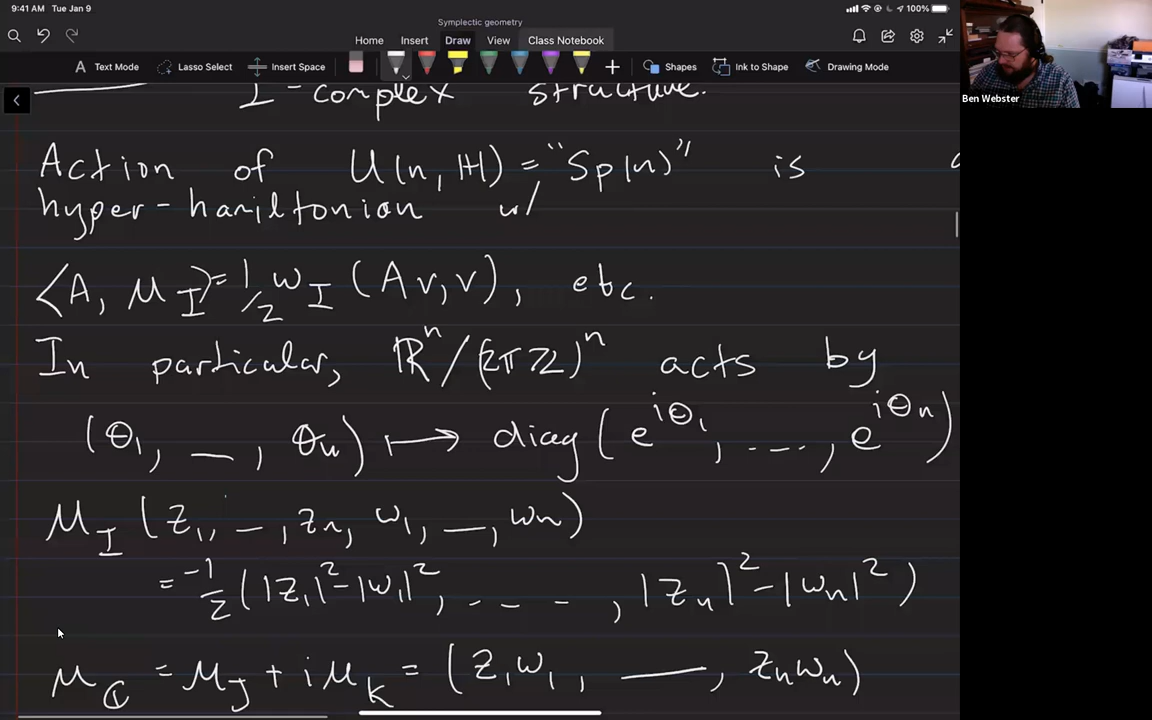 9:41 AM Tue Jan 9
100%
Symplectic geometry
Home Insert Draw View Class Notebook
Text Mode Lasso Select Insert Space Shapes Ink to Shape Drawing Mode
Ben Webster
I-complex structure.
Action of U(n, ℍ) = "Sp(n)" is a
hyper-hamiltonian w/
⟨A, μ_I⟩ = 1/2 ω_I (Av, v), etc.
In particular, ℝ^n/(2πℤ)^n acts by
(θ_1, —, θ_n) ↦ diag(e^{iθ_1}, ...., e^{iθ_n})
μ_I (z_1, —, z_n, w_1, —, w_n)
= -1/2 (|z_1|^2 - |w_1|^2, - - - -, |z_n|^2 - |w_n|^2)
μ_ℂ = μ_J + iμ_K = (z_1w_1, —, z_nw_n)